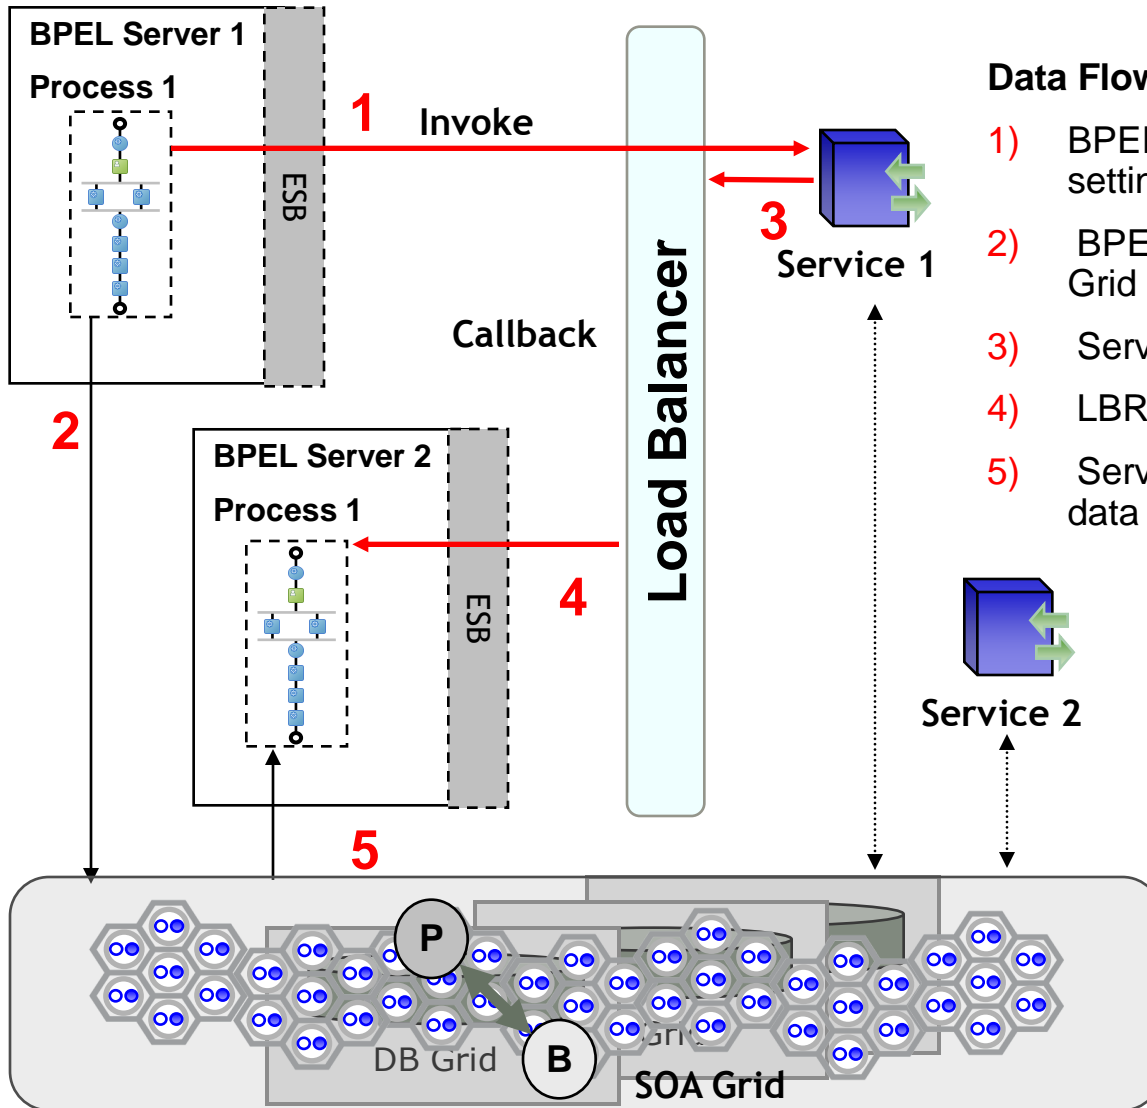 BPEL Server 1
Process 1
1
Invoke
ESB
Data Flow
1)
BPEL
settin
3
Service 1
2)
BPE
Grid
Load Balancer
Callback
3)
Serv
2
4)
LBR
BPEL Server 2
Process 1
5)
Serv
data
4
ESB
Service 2
5
P
B
DB Grid
Grid
SOA Grid